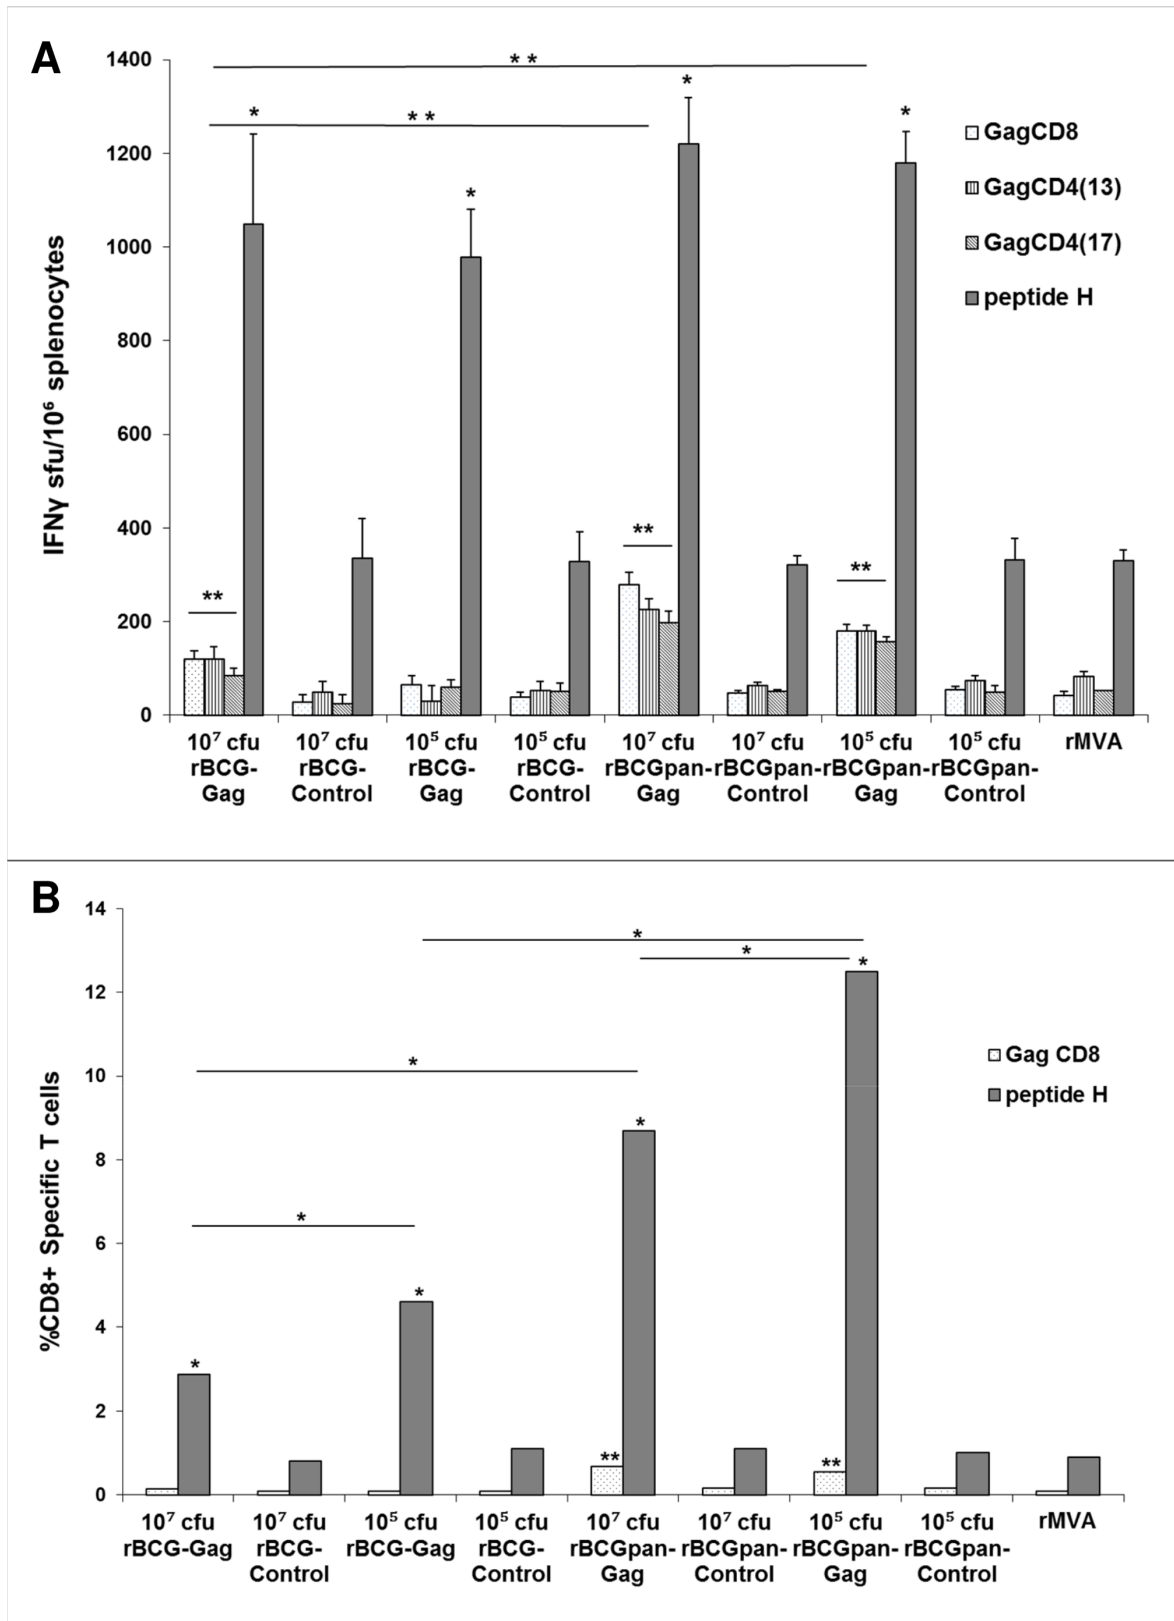 A
1400
1200
1000
800
600
400
200
0
IFNγ sfu/10⁶ splenocytes
* *
* *
*
*
*
*
**
**
**
GagCD8
GagCD4(13)
GagCD4(17)
peptide H
10⁷ cfu rBCG-Gag
10⁷ cfu rBCG-Control
10⁵ cfu rBCG-Gag
10⁵ cfu rBCG-Control
10⁷ cfu rBCGpan-Gag
10⁷ cfu rBCGpan-Control
10⁵ cfu rBCGpan-Gag
10⁵ cfu rBCGpan-Control
rMVA
B
14
12
10
8
6
4
2
0
%CD8+ Specific T cells
*
*
*
*
*
*
*
*
**
**
Gag CD8
peptide H
10⁷ cfu rBCG-Gag
10⁷ cfu rBCG-Control
10⁵ cfu rBCG-Gag
10⁵ cfu rBCG-Control
10⁷ cfu rBCGpan-Gag
10⁷ cfu rBCGpan-Control
10⁵ cfu rBCGpan-Gag
10⁵ cfu rBCGpan-Control
rMVA